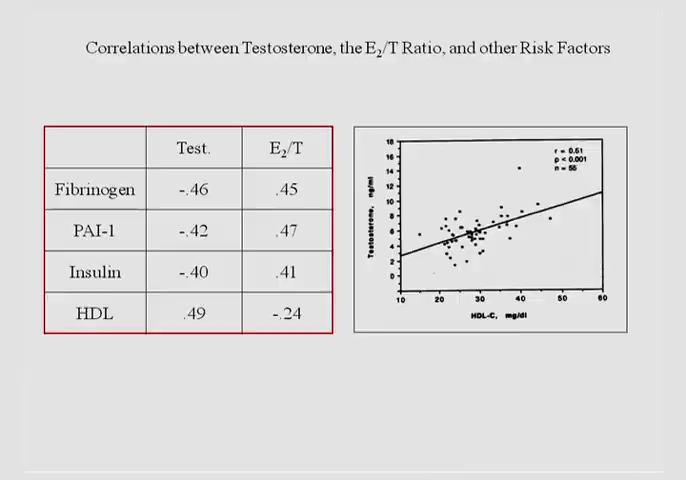 Correlations between Testosterone, the E₂/T Ratio, and other Risk Factors
Test. E₂/T
Fibrinogen -.46 .45
PAI-1 -.42 .47
Insulin -.40 .41
HDL .49 -.24
r = 0.51
p < 0.001
n = 55
Testosterone, ng/ml
18
16
14
12
10
8
6
4
2
0
10 20 30 40 50 60
HDL-C, mg/dl